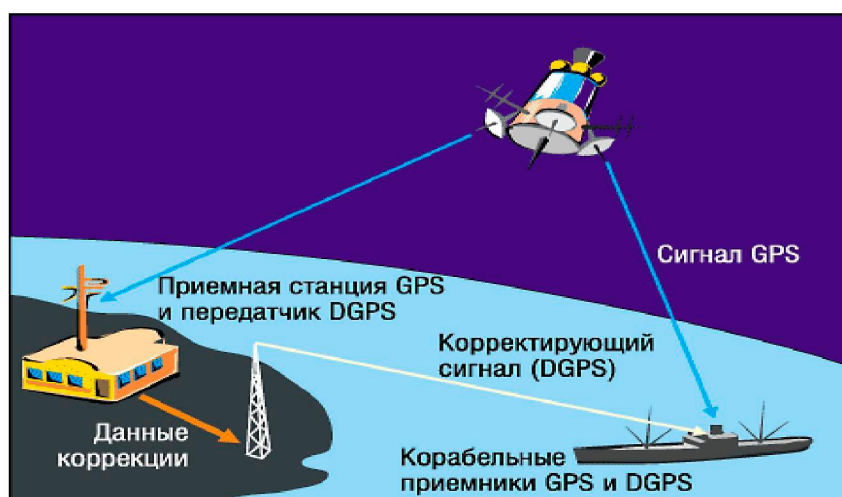 Сигнал GPS
Приемная станция GPS
и передатчик DGPS
Корректирующий
сигнал (DGPS)
Данные
коррекции
Корабельные
приемники GPS и DGPS